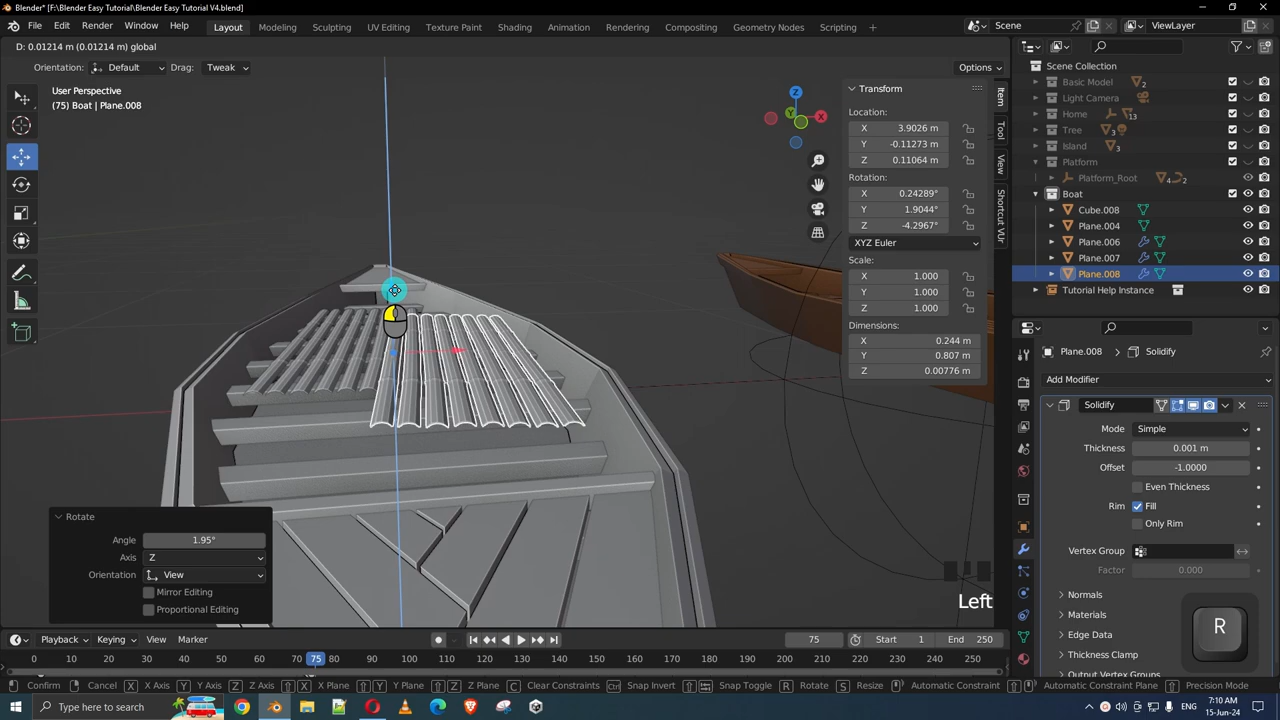 Blender* [F:\Blender Easy Tutorial\Blender Easy Tutorial V4.blend]
File Edit Render Window Help Layout Modeling Sculpting UV Editing Texture Paint Shading Animation Rendering Compositing Geometry Nodes Scripting + Scene ViewLayer
D: 0.01214 m (0.01214 m) global
Orientation: Default Drag: Tweak Options
User Perspective
(75) Boat | Plane.008
Z
Y
X
Transform
Location:
X 3.9026 m
Y -0.11273 m
Z 0.11064 m
Rotation:
X 0.24289°
Y 1.9044°
Z -4.2967°
XYZ Euler
Scale:
X 1.000
Y 1.000
Z 1.000
Dimensions:
X 0.244 m
Y 0.807 m
Z 0.00776 m
Item
Tool
View
Shortcut VUr
Scene Collection
Basic Model 2
Light Camera
Home 13
Tree 3
Island 3
Platform
Platform_Root 4 2
Boat
Cube.008
Plane.004
Plane.006
Plane.007
Plane.008
Tutorial Help Instance
Plane.008 Solidify
Add Modifier
Solidify
Mode Simple
Thickness 0.001 m
Offset -1.0000
Even Thickness
Rim Fill
Only Rim
Vertex Group
Factor 0.000
Normals
Materials
Edge Data
Thickness Clamp
Output Vertex Groups
Rotate
Angle 1.95°
Axis Z
Orientation View
Mirror Editing
Proportional Editing
Left
R
Playback Keying View Marker 75 Start 1 End 250
0 10 20 30 40 50 60 70 75 80 90 100 110 120 130 140 150 160 170 180 190 200 210 220 230 240 250
Confirm Cancel X X Axis Y Y Axis Z Z Axis X X Plane Y Y Plane Z Z Plane C Clear Constraints Ctrl Snap Invert Snap Toggle R Rotate S Resize Automatic Constraint Automatic Constraint Plane Precision Mode
Type here to search
7:10 AM
15-Jun-24